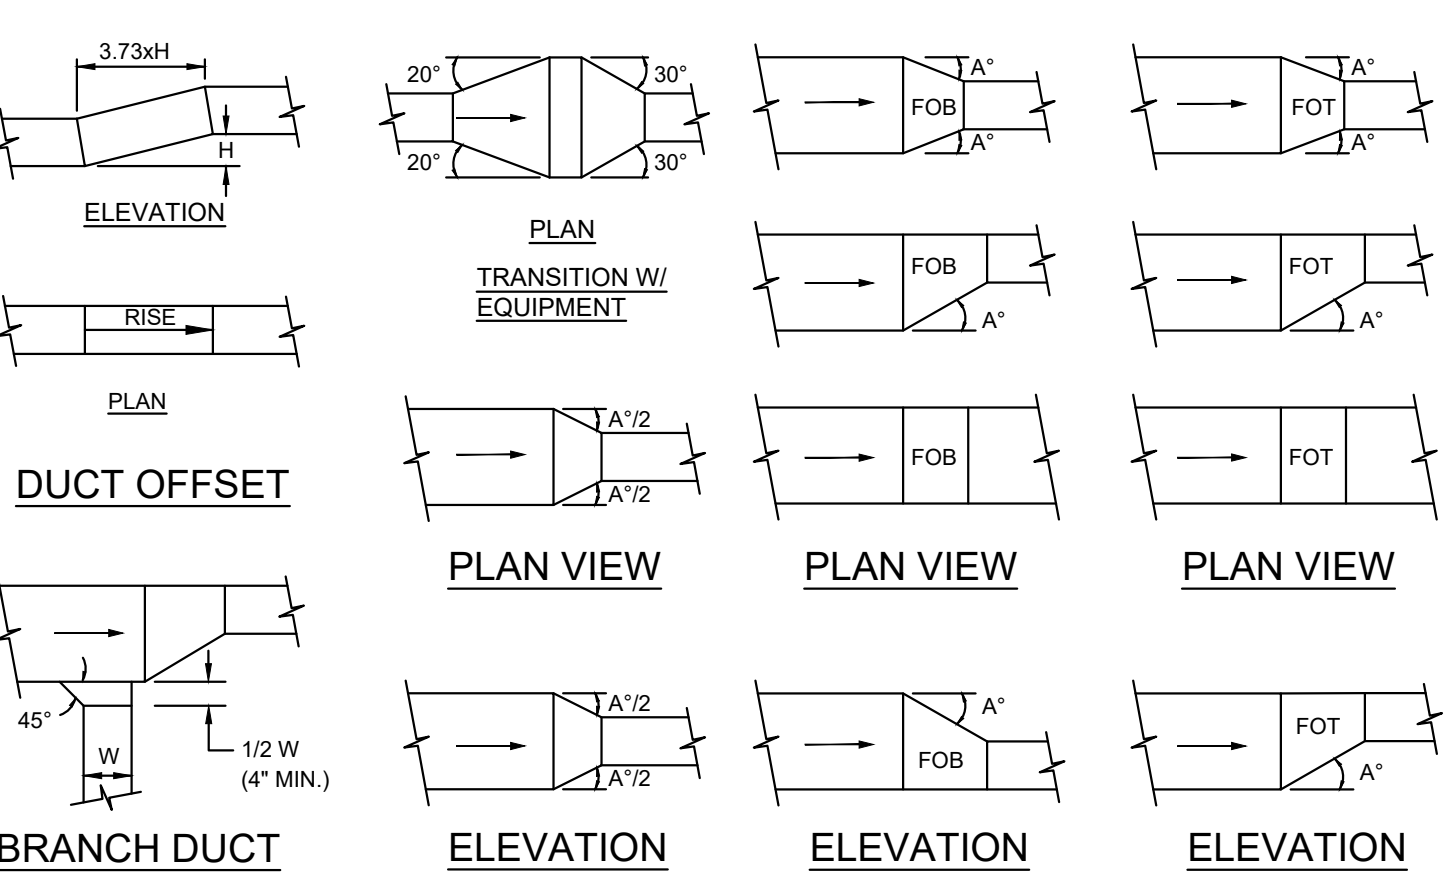 3.73xH
H
ELEVATION
RISE
PLAN
DUCT OFFSET
45°
W
1/2 W
(4" MIN.)
BRANCH DUCT
20°
30°
20°
30°
PLAN
TRANSITION W/
EQUIPMENT
A°/2
A°/2
PLAN VIEW
A°/2
A°/2
ELEVATION
A°
FOB
A°
FOB
A°
FOB
PLAN VIEW
A°
FOB
ELEVATION
A°
FOT
A°
FOT
A°
FOT
PLAN VIEW
FOT
A°
ELEVATION